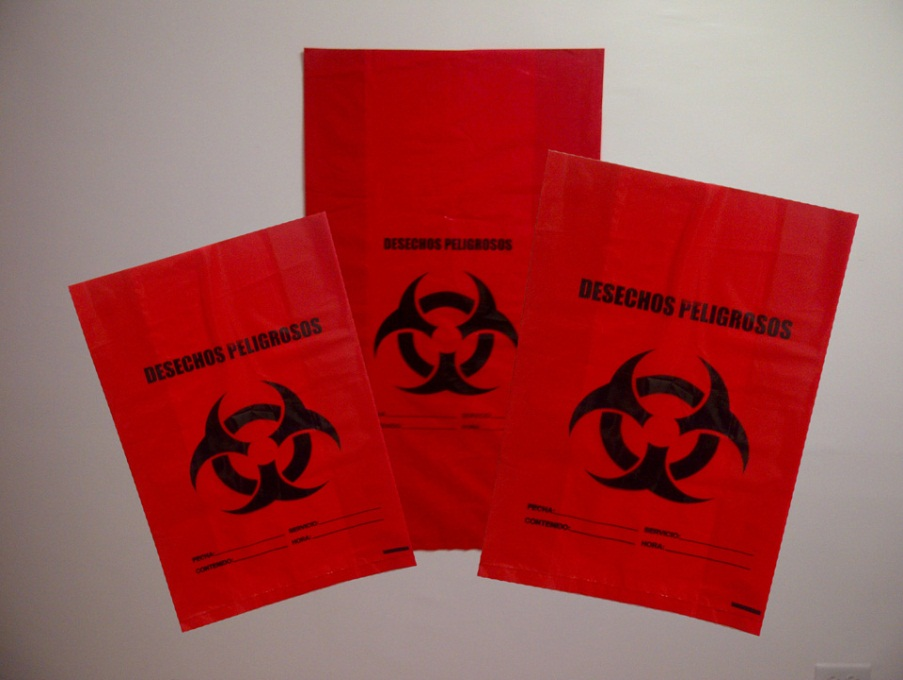 DESECHOS PELIGROSOS
FECHA: SERVICIO:
CONTENIDO: HORA:
DESECHOS PELIGROSOS
DESECHOS PELIGROSOS
FECHA: SERVICIO:
CONTENIDO: HORA: